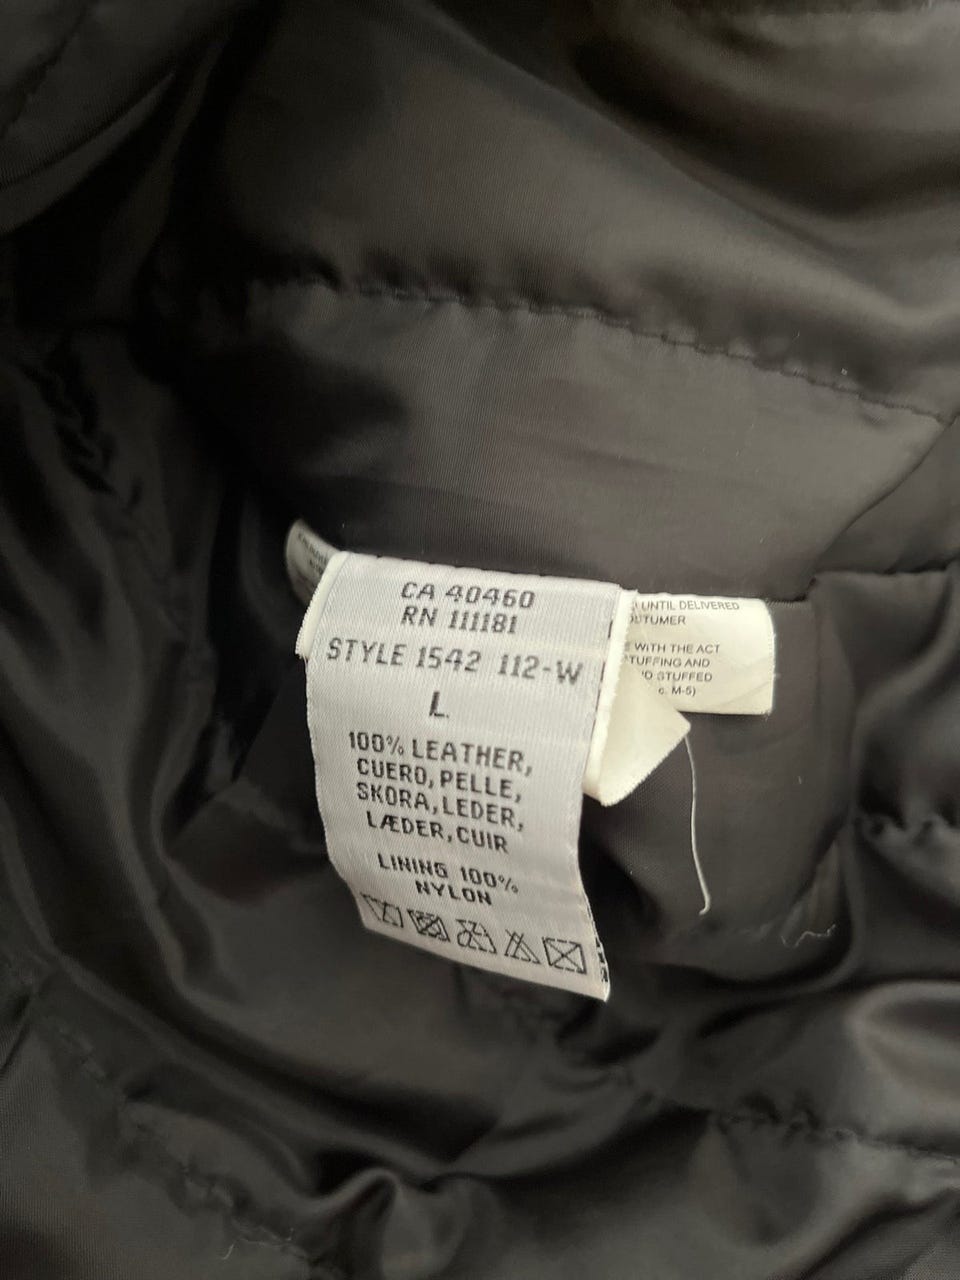 CA 40460
RN 111181
STYLE 1542 112-W
L
100% LEATHER,
CUERO, PELLE,
SKORA, LEDER,
LÆDER, CUIR
LINING 100%
NYLON
UNTIL DELIVERED
WITH THE ACT
AND
STUFFED
M-5)